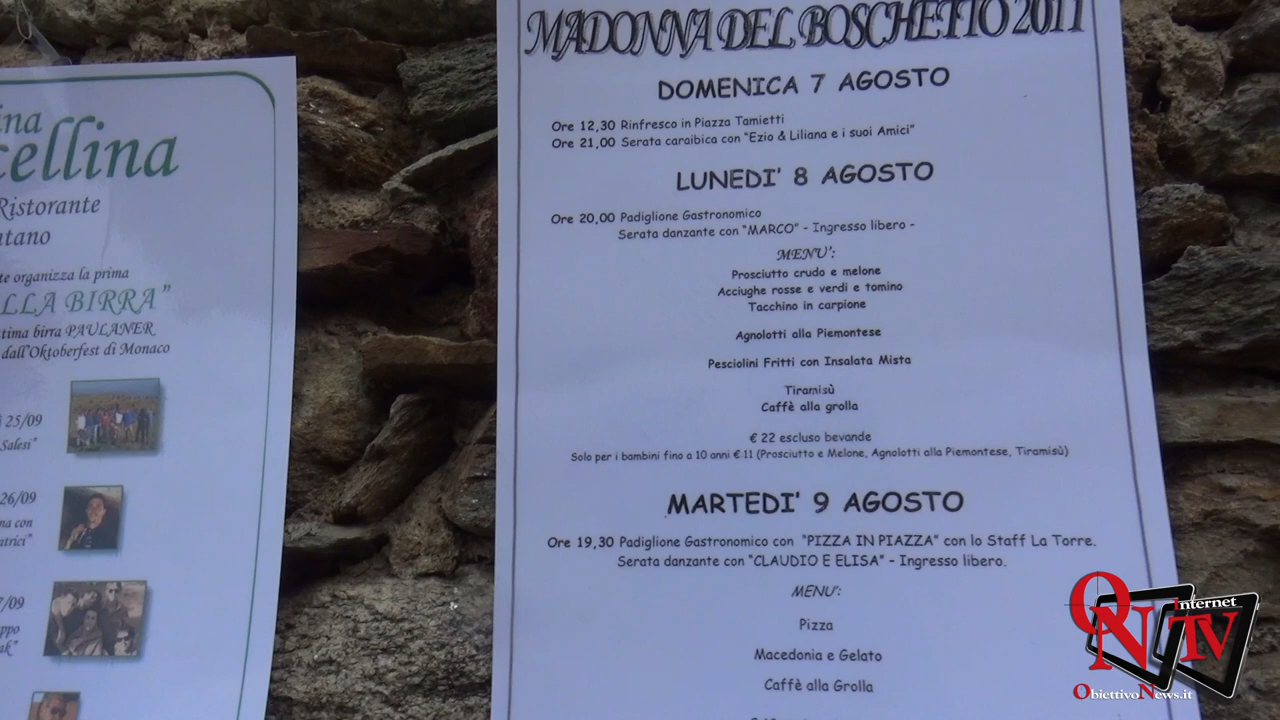 ina
cellina
Ristorante
ntano
te organizza la prima
LLA BIRRA”
ttima birra PAULANER
dall'Oktoberfest di Monaco
25/09
Salesi”
26/09
na con
atrici”
7/09
ppo
ak”
MADONNA DEL BOSCHETTO 2011
DOMENICA 7 AGOSTO
Ore 12,30 Rinfresco in Piazza Tamietti
Ore 21,00 Serata caraibica con “Ezio & Liliana e i suoi Amici”
LUNEDI’ 8 AGOSTO
Ore 20,00 Padiglione Gastronomico
Serata danzante con “MARCO” - Ingresso libero -
MENU’:
Prosciutto crudo e melone
Acciughe rosse e verdi e tomino
Tacchino in carpione
Agnolotti alla Piemontese
Pesciolini Fritti con Insalata Mista
Tiramisù
Caffè alla grolla
€ 22 escluso bevande
Solo per i bambini fino a 10 anni € 11 (Prosciutto e Melone, Agnolotti alla Piemontese, Tiramisù)
MARTEDI’ 9 AGOSTO
Ore 19,30 Padiglione Gastronomico con “PIZZA IN PIAZZA” con lo Staff La Torre.
Serata danzante con “CLAUDIO E ELISA” - Ingresso libero.
MENU’:
Pizza
Macedonia e Gelato
Caffè alla Grolla
ON Internet TV
ObiettivoNews.it